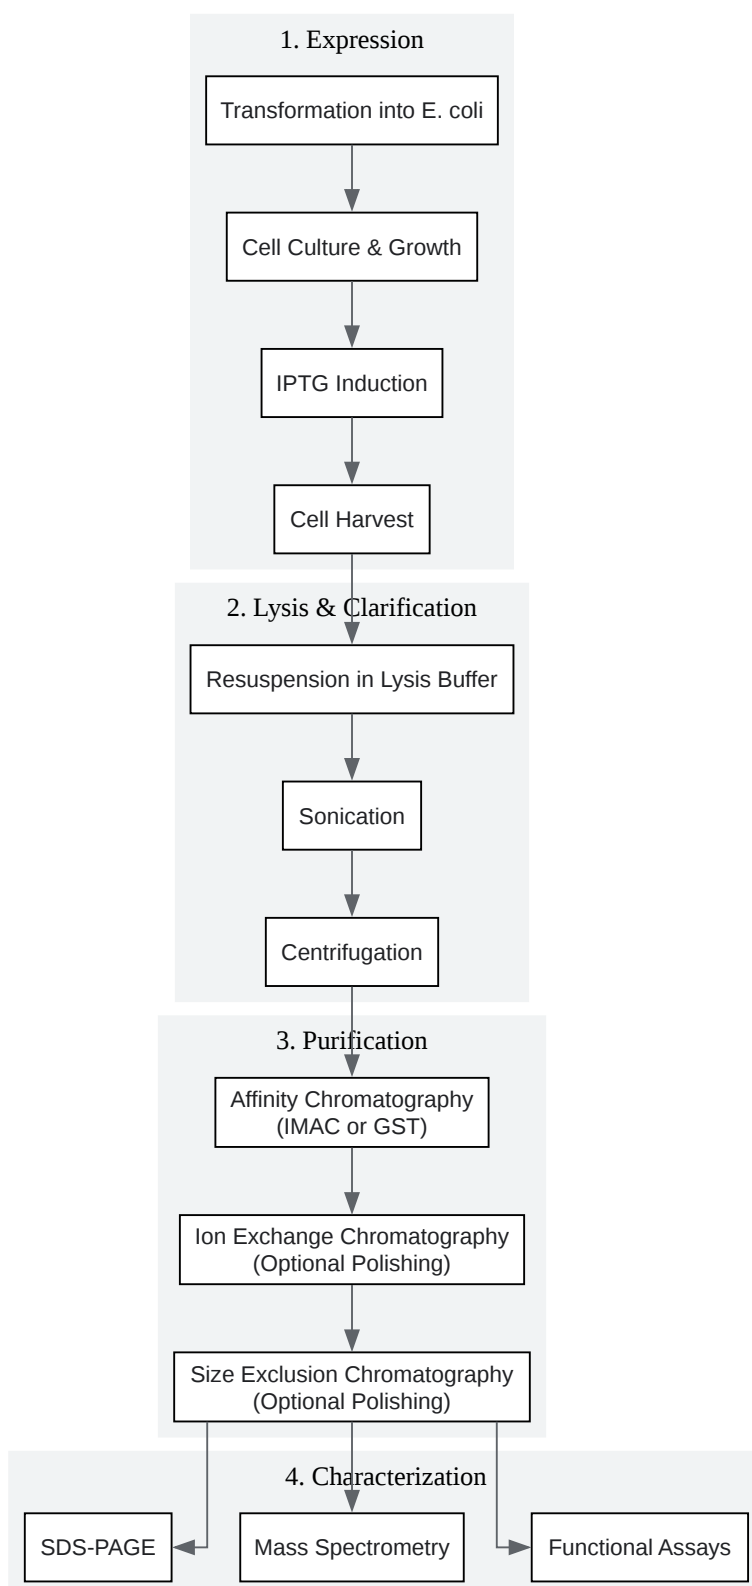 1. Expression
Transformation into E. coli
Cell Culture & Growth
IPTG Induction
Cell Harvest
2. Lysis & Clarification
Resuspension in Lysis Buffer
Sonication
Centrifugation
3. Purification
Affinity Chromatography
(IMAC or GST)
Ion Exchange Chromatography
(Optional Polishing)
Size Exclusion Chromatography
(Optional Polishing)
4. Characterization
SDS-PAGE
Mass Spectrometry
Functional Assays